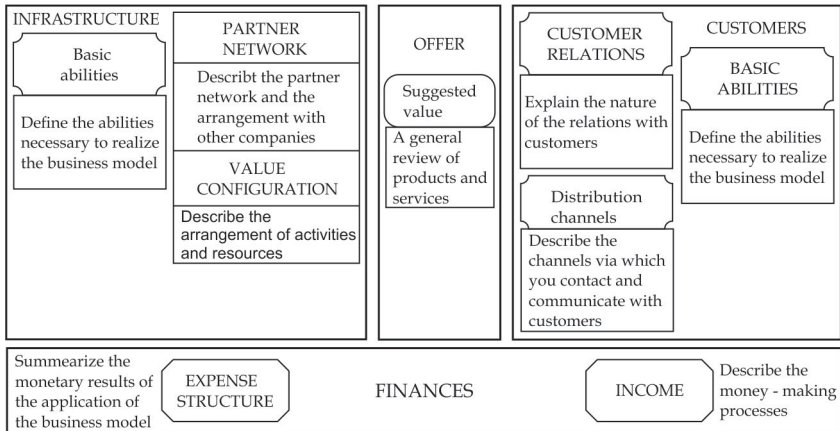 INFRASTRUCTURE
Basic
abilities
Define the abilities
necessary to realize
the business model
PARTNER
NETWORK
Describt the partner
network and the
arrangement with
other companies
VALUE
CONFIGURATION
Describe the
arrangement of activities
and resources
OFFER
Suggested
value
A general
review of
products and
services
CUSTOMER
RELATIONS
Explain the nature
of the relations with
customers
Distribution
channels
Describe the
channels via which
you contact and
communicate with
customers
CUSTOMERS
BASIC
ABILITIES
Define the abilities
necessary to realize
the business model
Summearize the
monetary results of
the application of
the business model
EXPENSE
STRUCTURE
FINANCES
INCOME
Describe the
money - making
processes